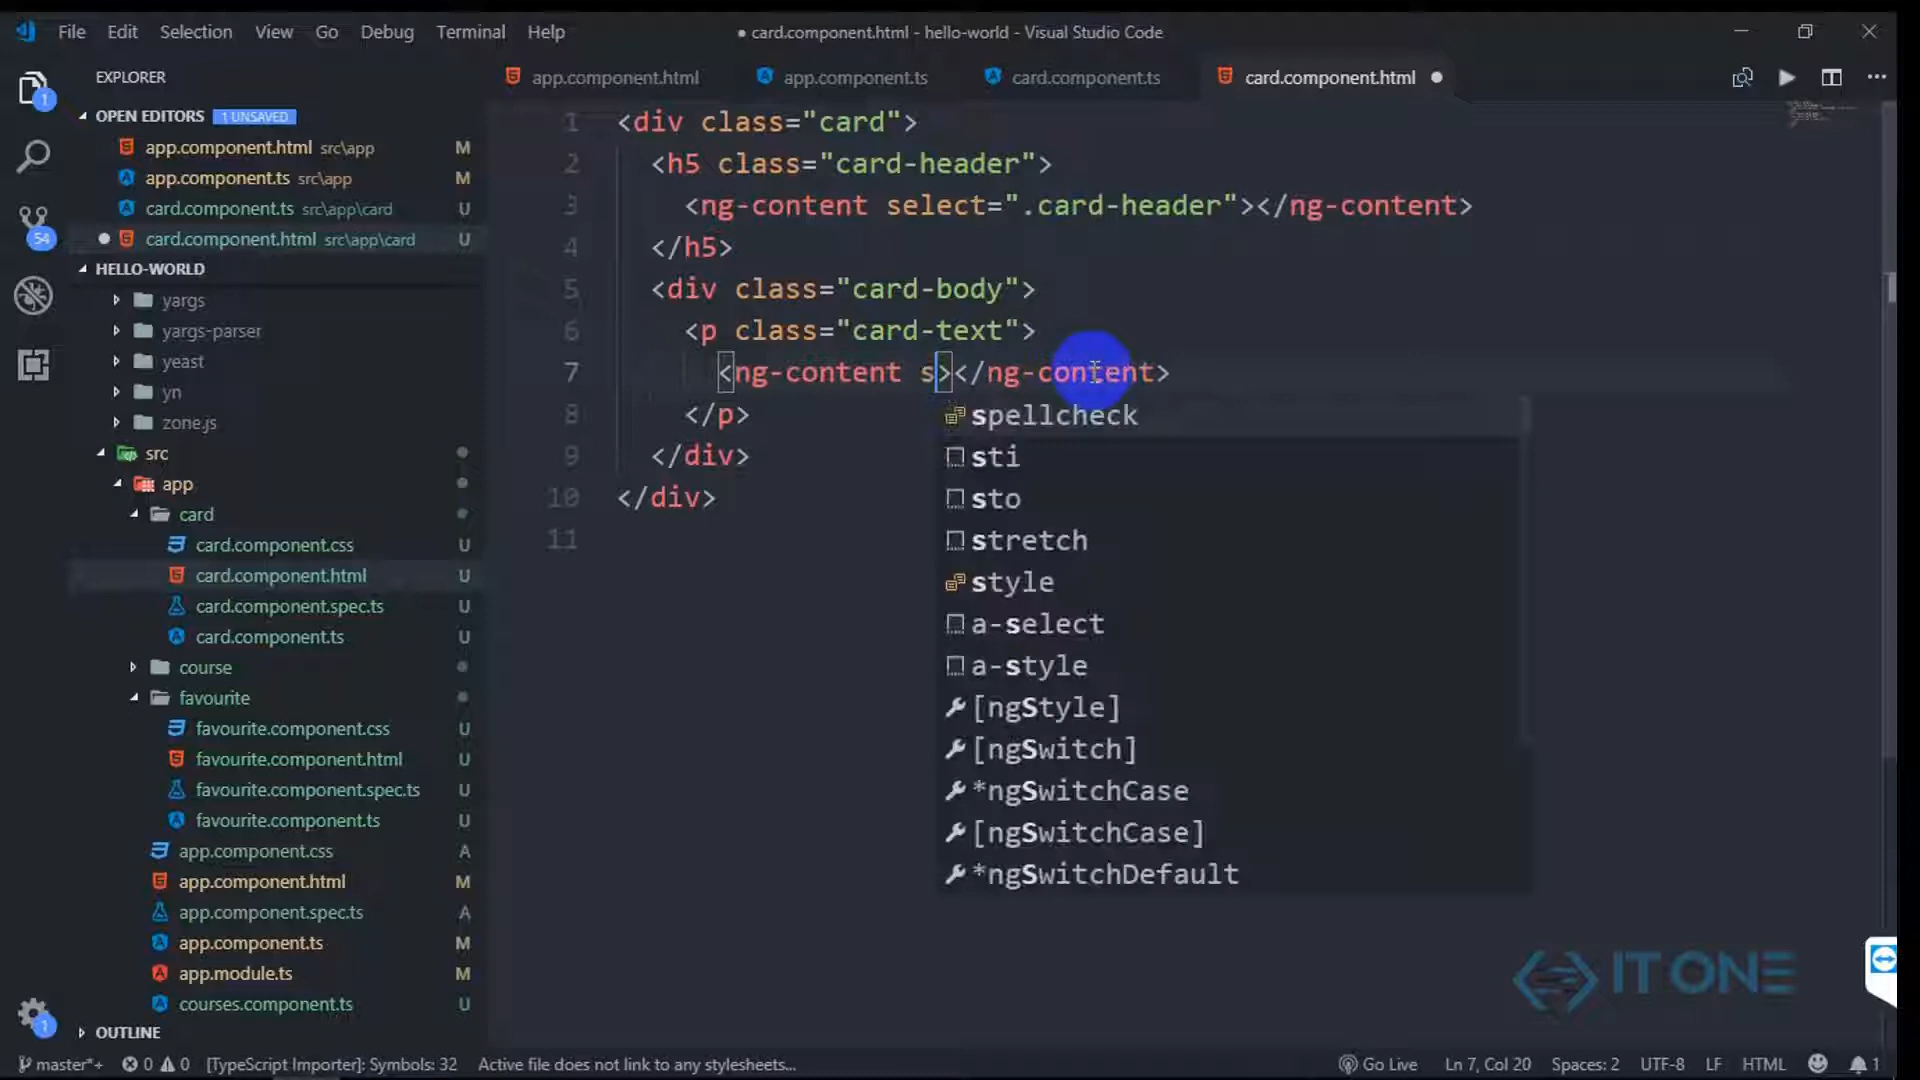 File Edit Selection View Go Debug Terminal Help
● card.component.html - hello-world - Visual Studio Code
EXPLORER
app.component.html
app.component.ts
card.component.ts
card.component.html
OPEN EDITORS 1 UNSAVED
app.component.html src\app M
app.component.ts src\app M
card.component.ts src\app\card U
card.component.html src\app\card U
HELLO-WORLD
yargs
yargs-parser
yeast
yn
zone.js
src
app
card
card.component.css U
card.component.html U
card.component.spec.ts U
card.component.ts U
course
favourite
favourite.component.css U
favourite.component.html U
favourite.component.spec.ts U
favourite.component.ts U
app.component.css A
app.component.html M
app.component.spec.ts A
app.component.ts M
app.module.ts M
courses.component.ts U
OUTLINE
1
54
1
1 <div class="card">
2 <h5 class="card-header">
3 <ng-content select=".card-header"></ng-content>
4 </h5>
5 <div class="card-body">
6 <p class="card-text">
7 <ng-content s></ng-content>
8 </p>
9 </div>
10 </div>
11
spellcheck
sti
sto
stretch
style
a-select
a-style
[ngStyle]
[ngSwitch]
*ngSwitchCase
[ngSwitchCase]
*ngSwitchDefault
IT ONE
master*+ 0 0 [TypeScript Importer]: Symbols: 32 Active file does not link to any stylesheets... Go Live Ln 7, Col 20 Spaces: 2 UTF-8 LF HTML 1